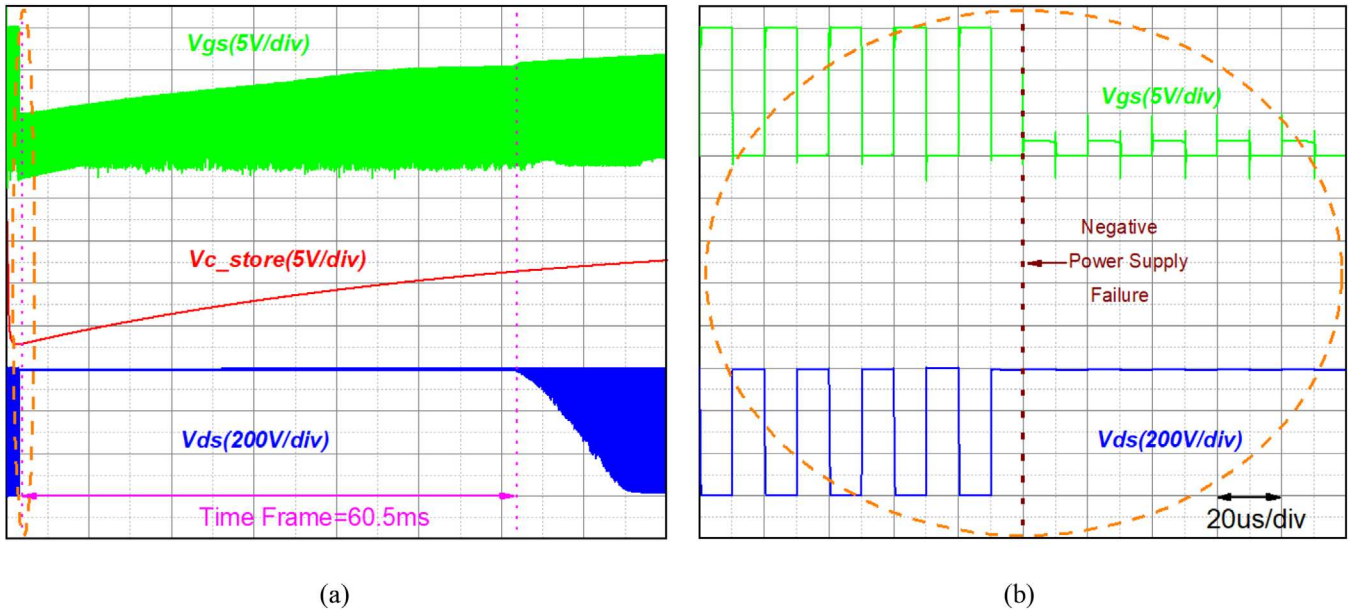 Vgs(5V/div)
Vc_store(5V/div)
Vds(200V/div)
Time Frame=60.5ms
(a)
Vgs(5V/div)
Negative
Power Supply
Failure
Vds(200V/div)
20us/div
(b)